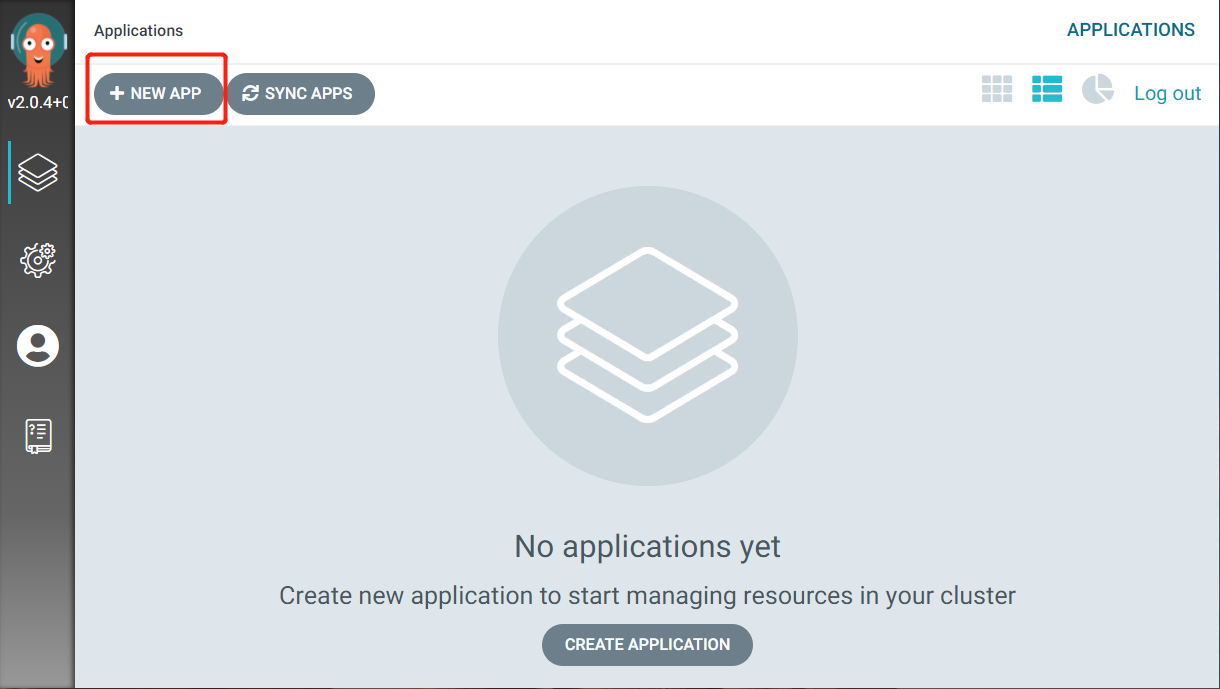 Applications
APPLICATIONS
v2.0.4+
NEW APP
SYNC APPS
Log out
No applications yet
Create new application to start managing resources in your cluster
CREATE APPLICATION